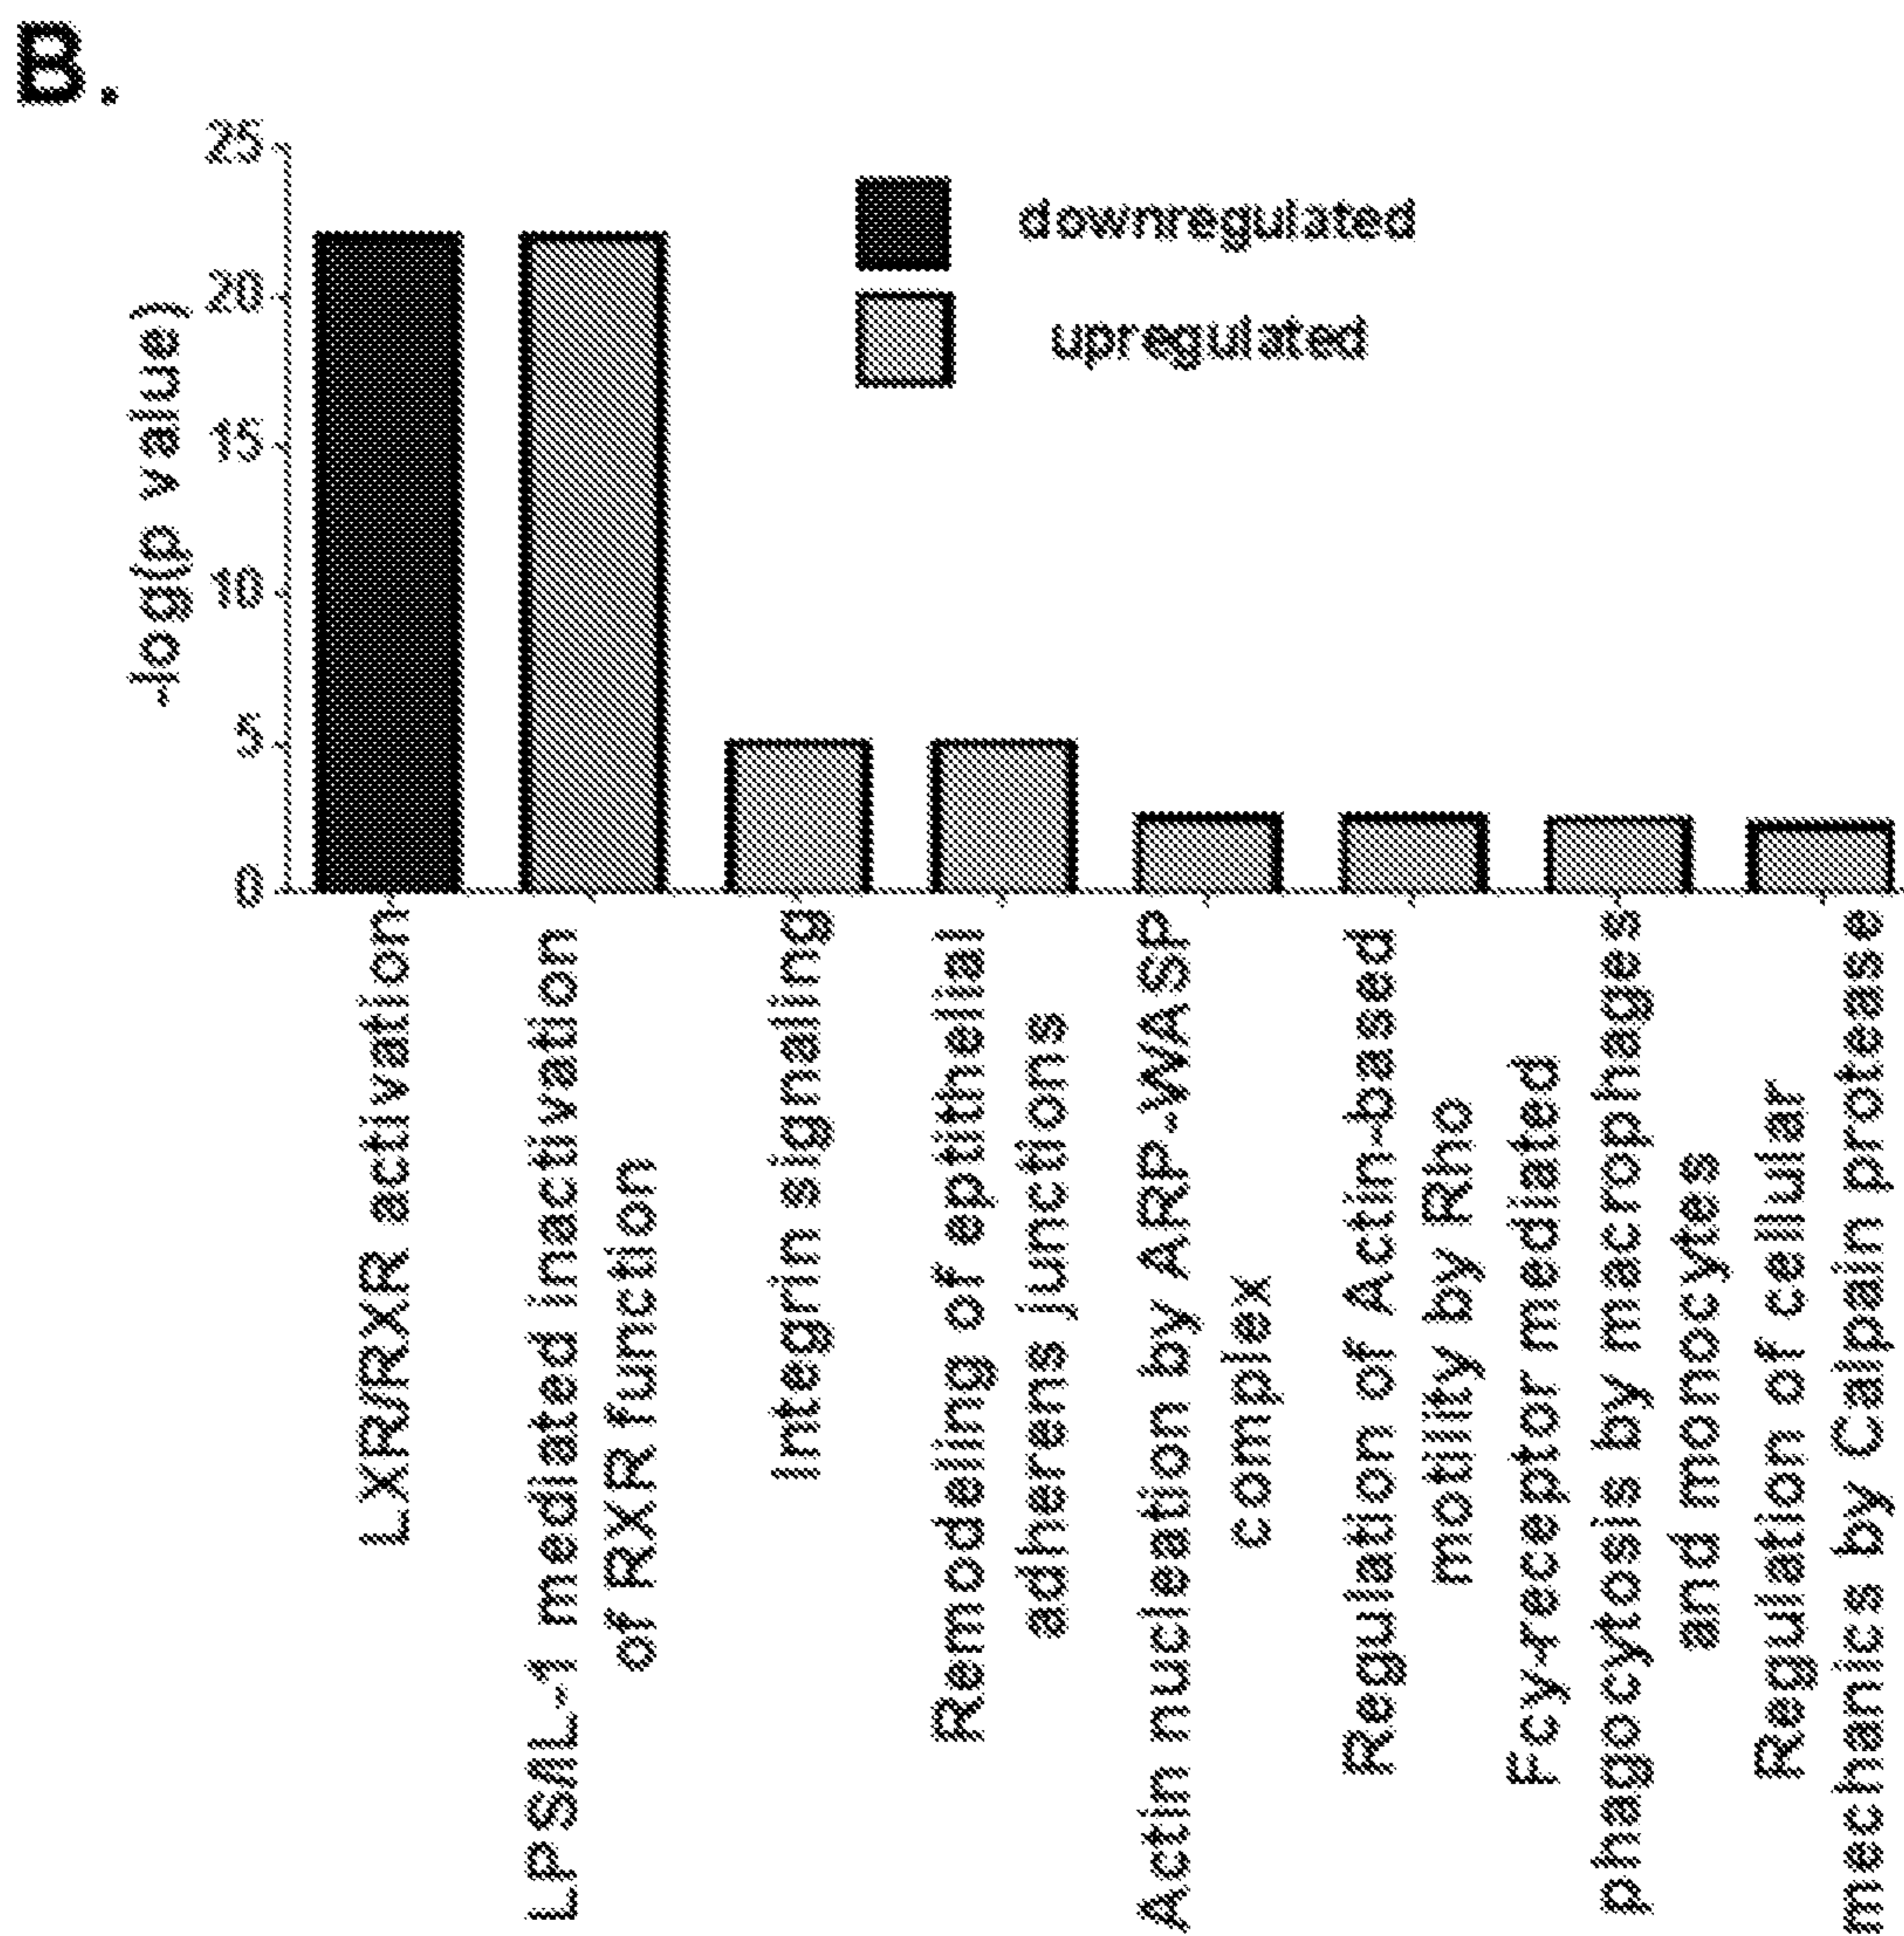 B.
25
20
15
10
5
0
-log(p value)
downregulated
upregulated
LXR/RXR activation
LPS/IL-1 mediated inactivation
of RXR function
Integrin signaling
Remodeling of eptithelial
adherens junctions
Actin nucleation by ARP-WASP
complex
Regulation of Actin-based
motility by Rho
Fcγ-receptor mediated
phagocytosis by macrophages
and monocytes
Regulation of cellular
mechanics by Calpain protease